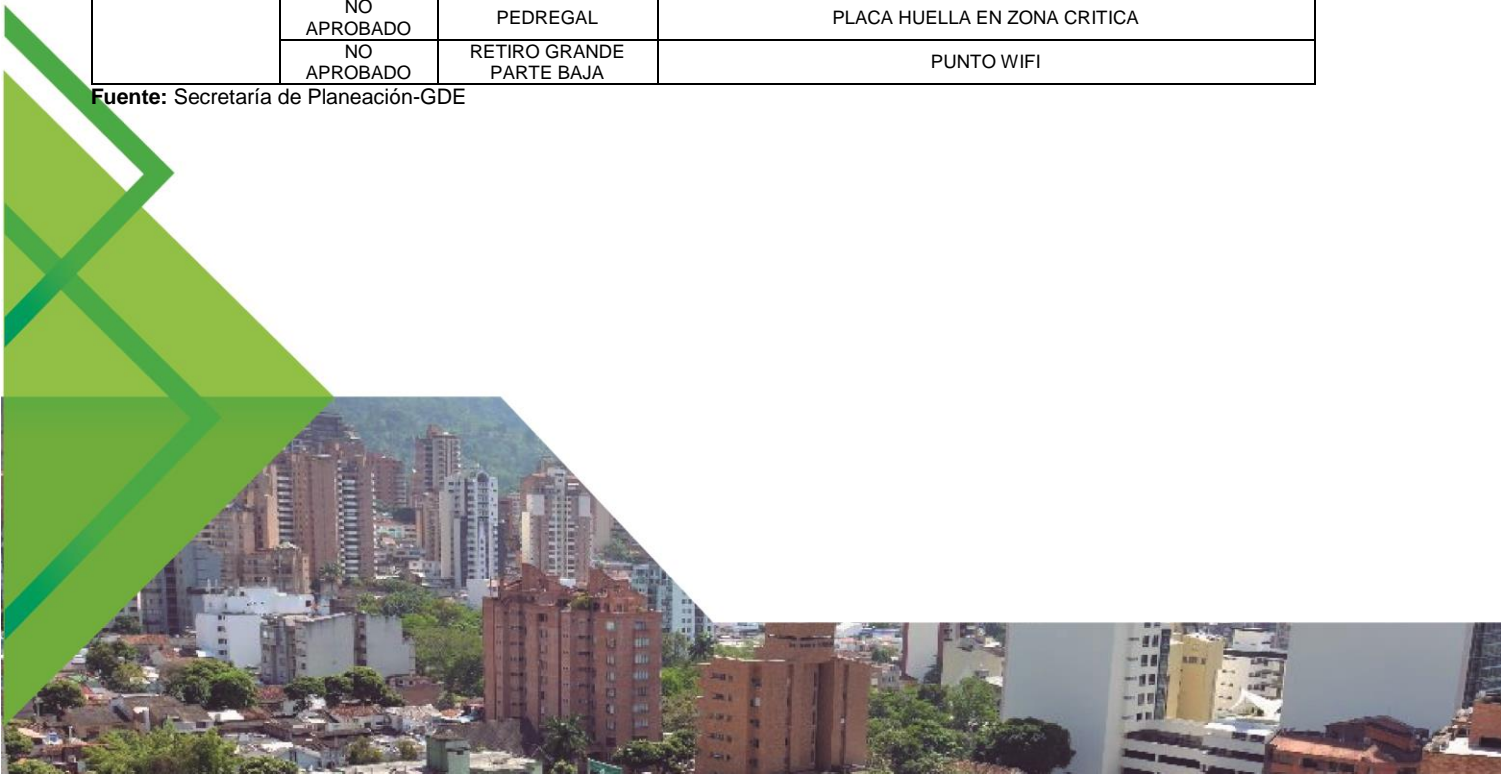 NO
APROBADO
PEDREGAL
PLACA HUELLA EN ZONA CRITICA
NO
APROBADO
RETIRO GRANDE
PARTE BAJA
PUNTO WIFI
Fuente: Secretaría de Planeación-GDE